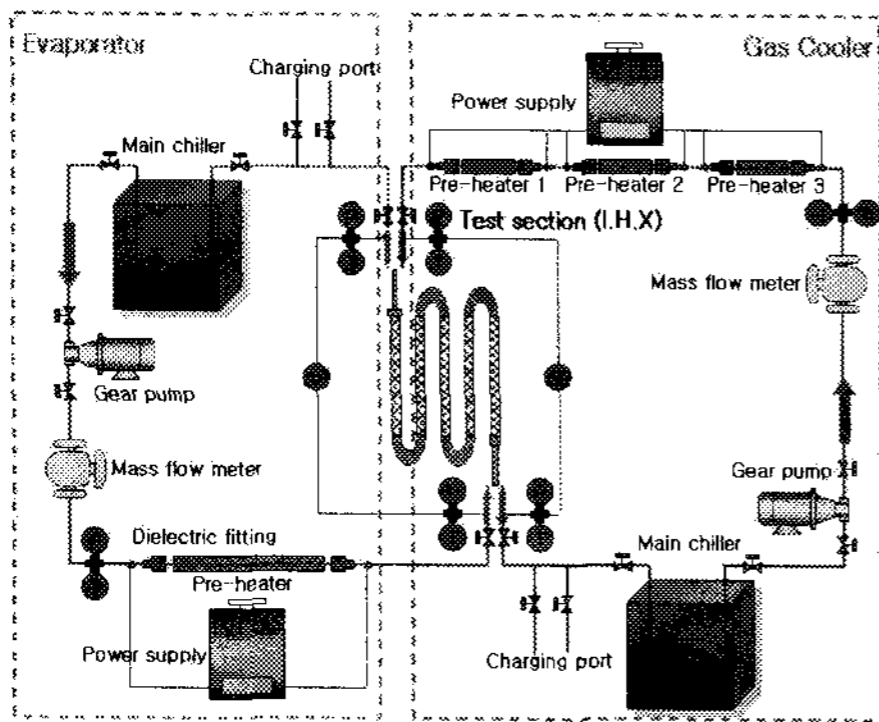 Evaporator
Gas Cooler
Charging port
Power supply
Main chiller
Pre-heater 1
Pre-heater 2
Pre-heater 3
Test section (I.H.X)
Mass flow meter
Gear pump
Mass flow meter
Gear pump
Dielectric fitting
Main chiller
Pre-heater
Power supply
Charging port